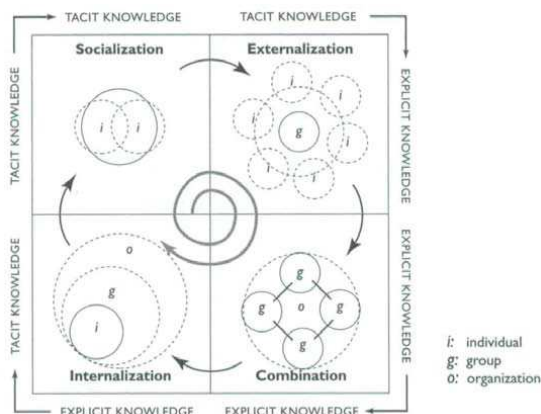 TACIT KNOWLEDGE
TACIT KNOWLEDGE
TACIT KNOWLEDGE
Socialization
Externalization
EXPLICIT KNOWLEDGE
i
i
i
i
i
i
i
i
g
TACIT KNOWLEDGE
o
g
i
Internalization
g
g
o
g
g
Combination
EXPLICIT KNOWLEDGE
EXPLICIT KNOWLEDGE
EXPLICIT KNOWLEDGE
i: individual
g: group
o: organization